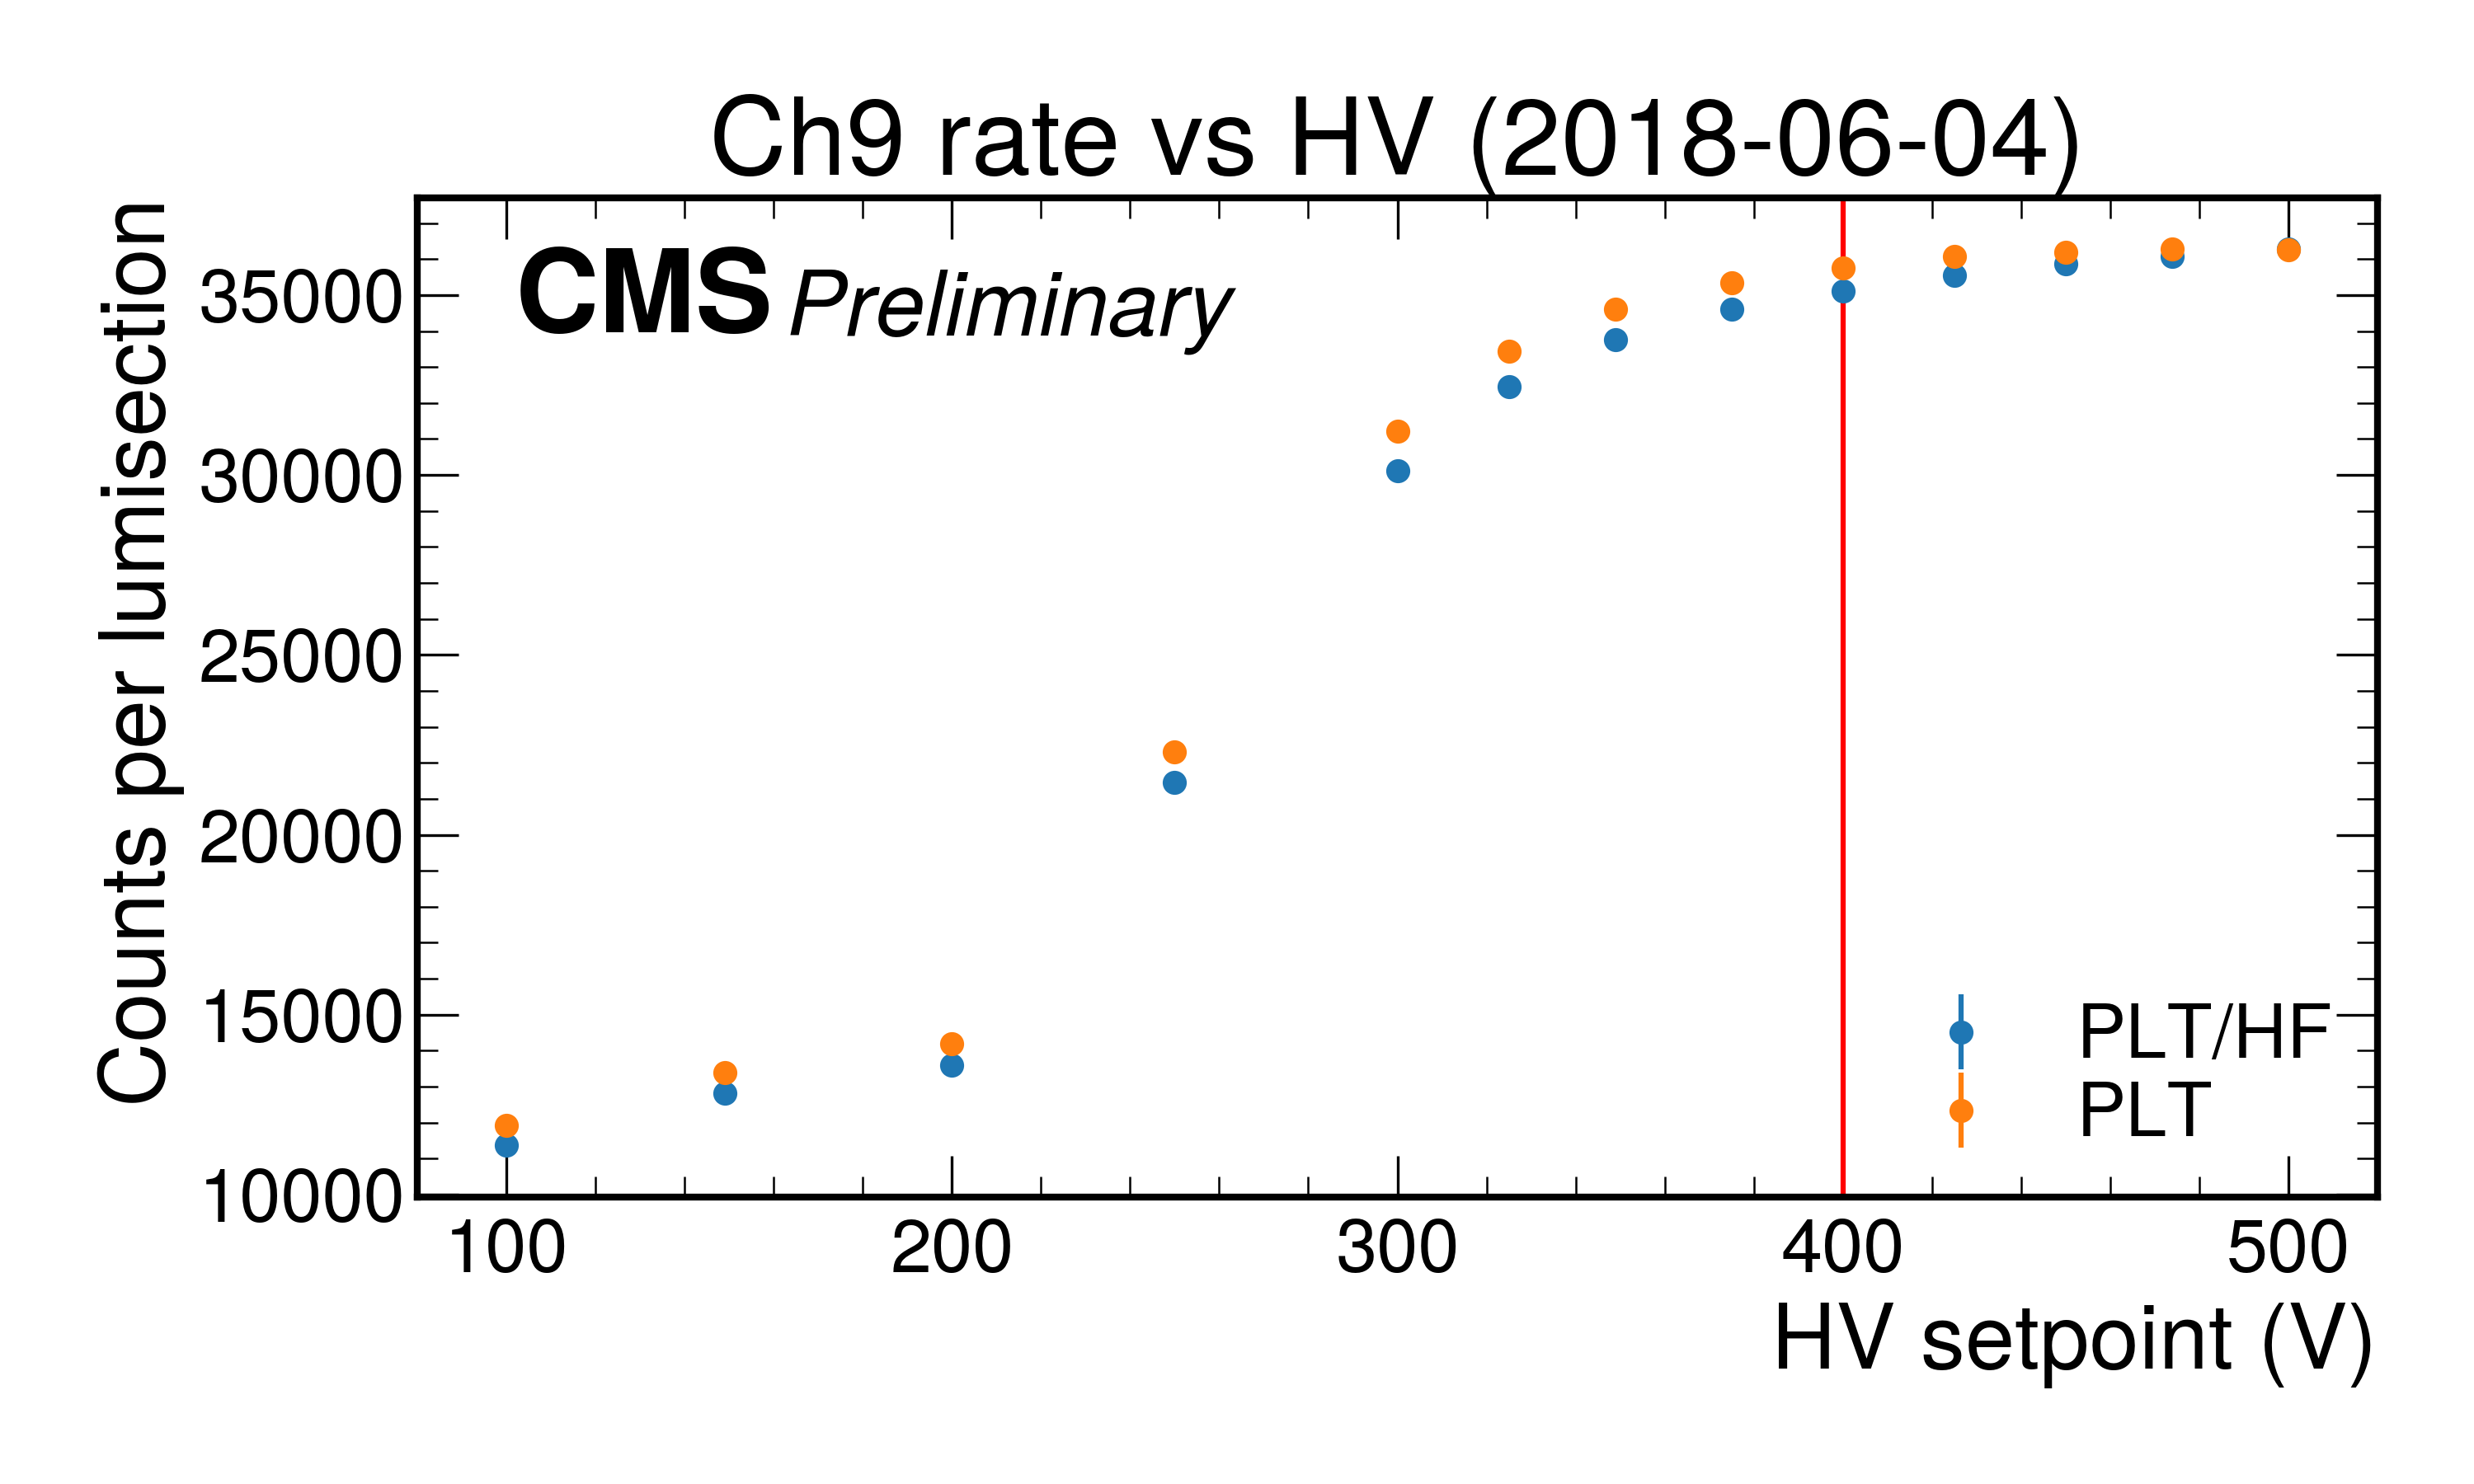 Ch9 rate vs HV (2018-06-04)
CMS Preliminary
Counts per lumisection
35000
30000
25000
20000
15000
10000
PLT/HF
PLT
100 200 300 400 500
HV setpoint (V)